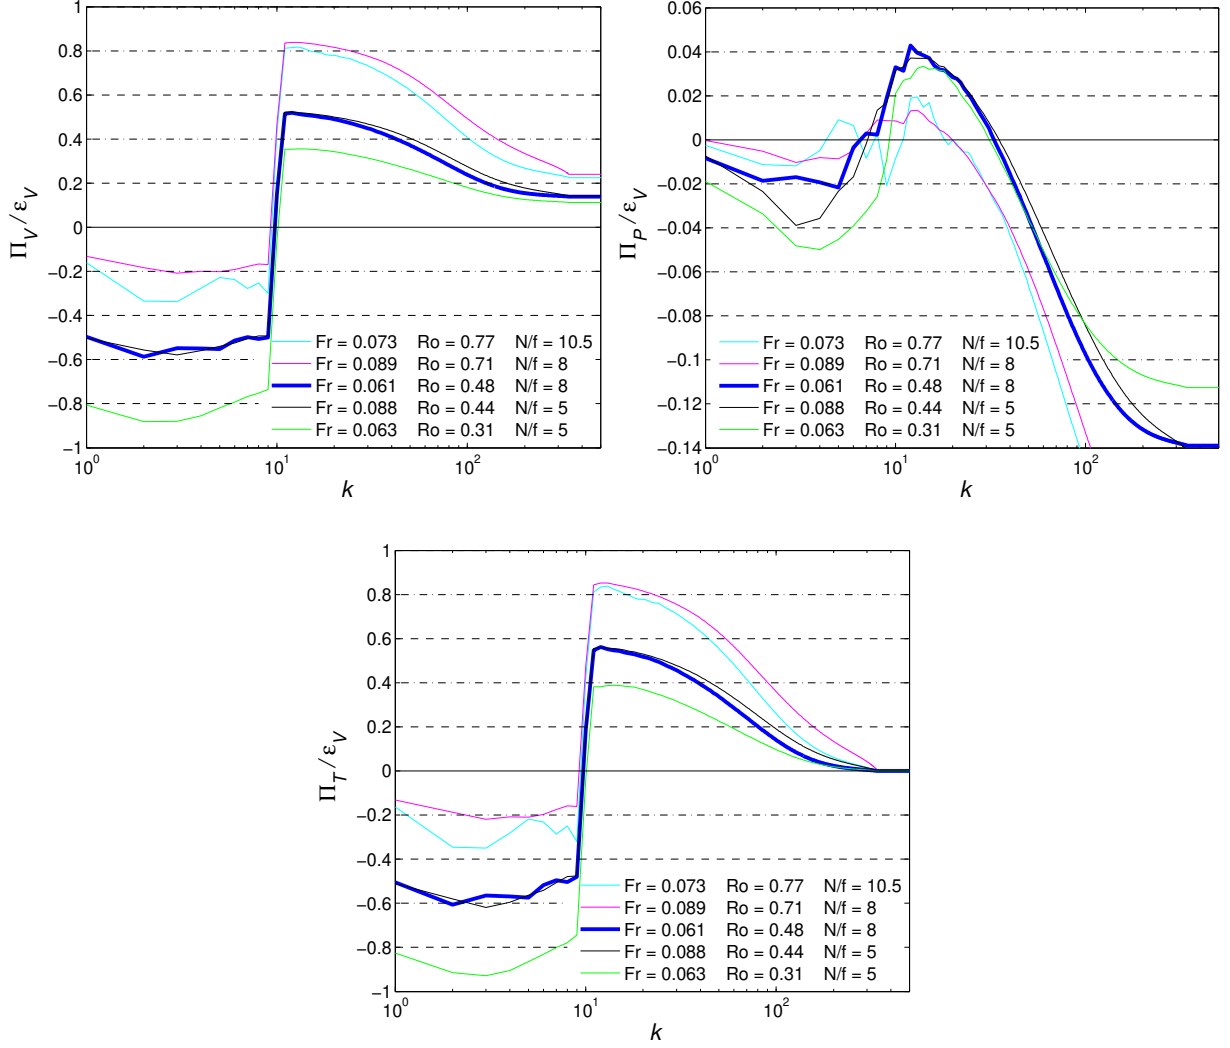 1
0.8
0.6
0.4
0.2
0
−0.2
−0.4
−0.6
−0.8
−1
Π_V / ε_V
10^0
10^1
10^2
k
Fr = 0.073 Ro = 0.77 N/f = 10.5
Fr = 0.089 Ro = 0.71 N/f = 8
Fr = 0.061 Ro = 0.48 N/f = 8
Fr = 0.088 Ro = 0.44 N/f = 5
Fr = 0.063 Ro = 0.31 N/f = 5
0.06
0.04
0.02
0
−0.02
−0.04
−0.06
−0.08
−0.1
−0.12
−0.14
Π_P / ε_V
10^0
10^1
10^2
k
Fr = 0.073 Ro = 0.77 N/f = 10.5
Fr = 0.089 Ro = 0.71 N/f = 8
Fr = 0.061 Ro = 0.48 N/f = 8
Fr = 0.088 Ro = 0.44 N/f = 5
Fr = 0.063 Ro = 0.31 N/f = 5
1
0.8
0.6
0.4
0.2
0
−0.2
−0.4
−0.6
−0.8
−1
Π_T / ε_V
10^0
10^1
10^2
k
Fr = 0.073 Ro = 0.77 N/f = 10.5
Fr = 0.089 Ro = 0.71 N/f = 8
Fr = 0.061 Ro = 0.48 N/f = 8
Fr = 0.088 Ro = 0.44 N/f = 5
Fr = 0.063 Ro = 0.31 N/f = 5